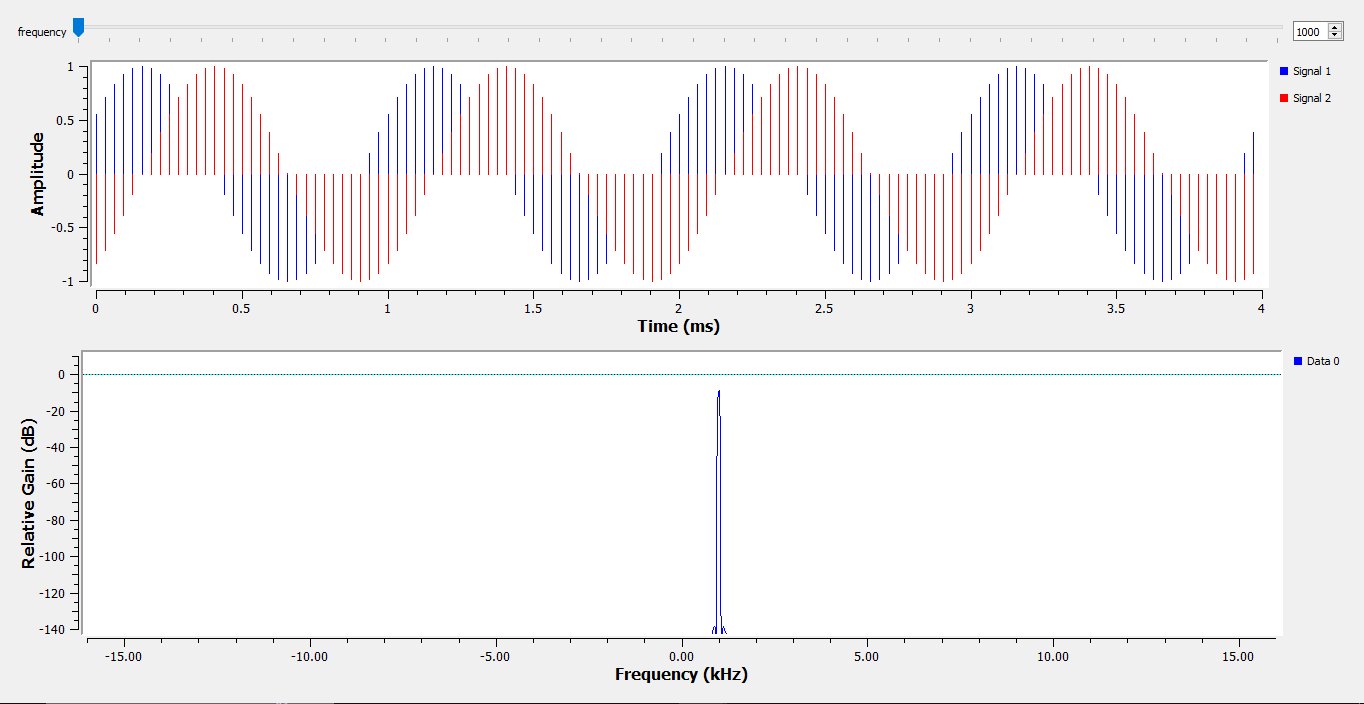 frequency
1000
Signal 1
Signal 2
Amplitude
1
0.5
0
-0.5
-1
0 0.5 1 1.5 2 2.5 3 3.5 4
Time (ms)
Data 0
Relative Gain (dB)
0
-20
-40
-60
-80
-100
-120
-140
-15.00 -10.00 -5.00 0.00 5.00 10.00 15.00
Frequency (kHz)